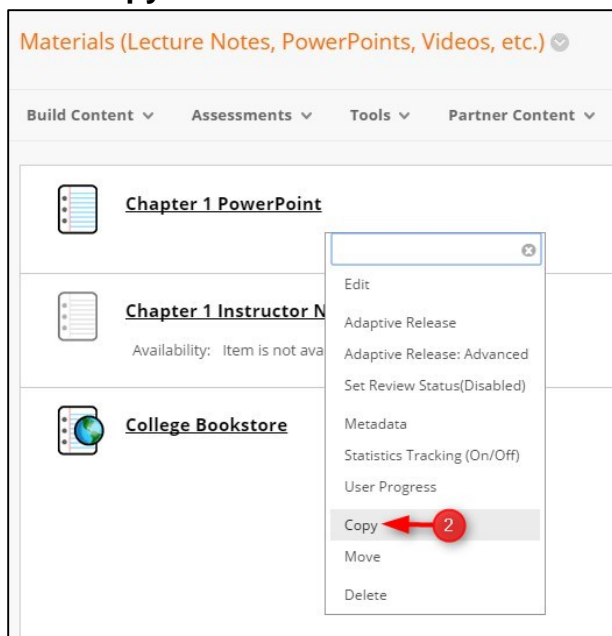 Materials (Lecture Notes, PowerPoints, Videos, etc.)
Build Content Assessments Tools Partner Content
Chapter 1 PowerPoint
Edit
Chapter 1 Instructor N
Adaptive Release
Availability: Item is not ava
Adaptive Release: Advanced
Set Review Status(Disabled)
College Bookstore
Metadata
Statistics Tracking (On/Off)
User Progress
Copy 2
Move
Delete